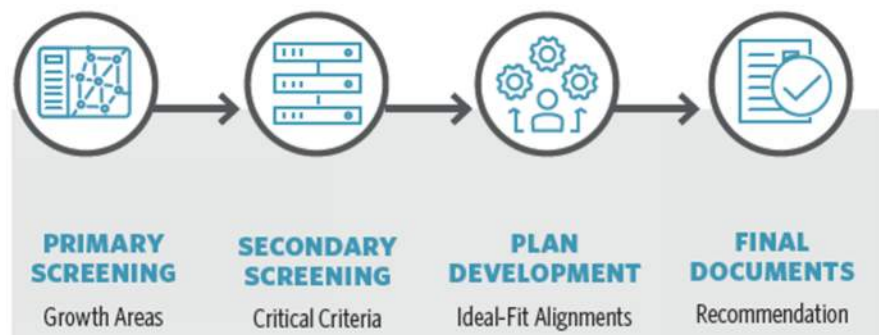 PRIMARY
SCREENING
Growth Areas
SECONDARY
SCREENING
Critical Criteria
PLAN
DEVELOPMENT
Ideal-Fit Alignments
FINAL
DOCUMENTS
Recommendation